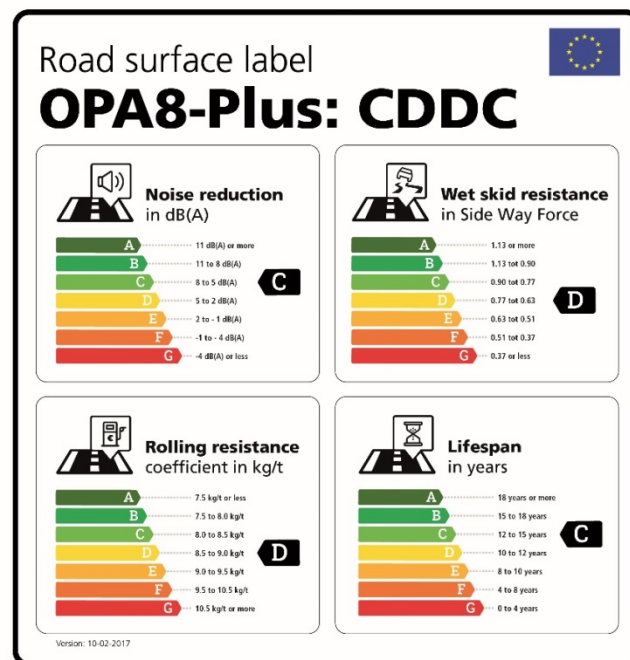 Road surface label
OPA8-Plus: CDDC
Noise reduction
in dB(A)
A 11 dB(A) or more
B 11 to 8 dB(A)
C 8 to 5 dB(A)
D 5 to 2 dB(A)
E 2 to - 1 dB(A)
F -1 to - 4 dB(A)
G -4 dB(A) or less
C
Wet skid resistance
in Side Way Force
A 1.13 or more
B 1.13 tot 0.90
C 0.90 tot 0.77
D 0.77 tot 0.63
E 0.63 tot 0.51
F 0.51 tot 0.37
G 0.37 or less
D
€
Rolling resistance
coefficient in kg/t
A 7.5 kg/t or less
B 7.5 to 8.0 kg/t
C 8.0 to 8.5 kg/t
D 8.5 to 9.0 kg/t
E 9.0 to 9.5 kg/t
F 9.5 to 10.5 kg/t
G 10.5 kg/t or more
D
Lifespan
in years
A 18 years or more
B 15 to 18 years
C 12 to 15 years
D 10 to 12 years
E 8 to 10 years
F 4 to 8 years
G 0 to 4 years
C
Version: 10-02-2017